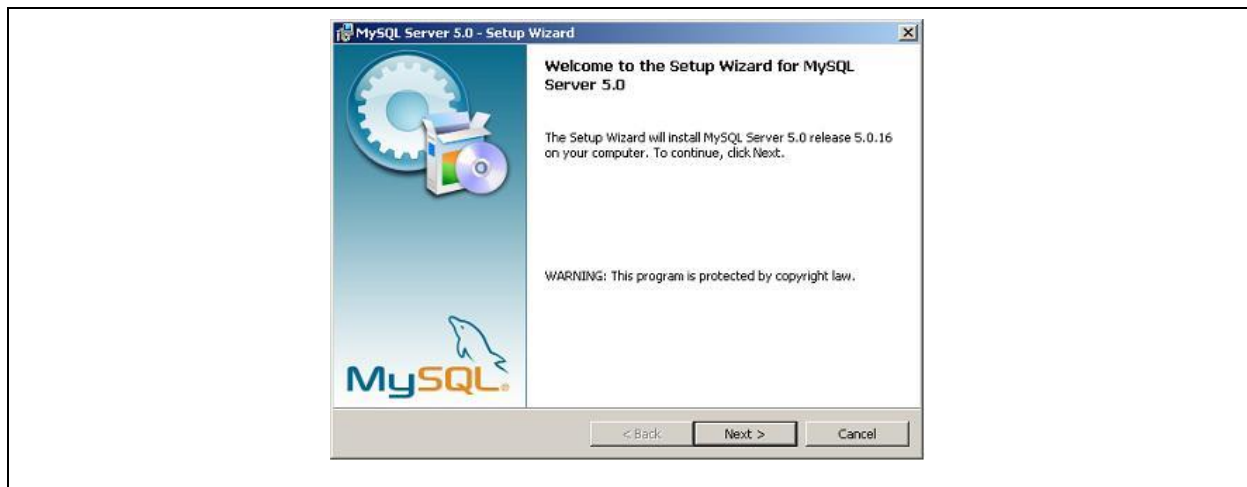 MySQL Server 5.0 - Setup Wizard
Welcome to the Setup Wizard for MySQL
Server 5.0
The Setup Wizard will install MySQL Server 5.0 release 5.0.16
on your computer. To continue, click Next.
WARNING: This program is protected by copyright law.
MySQL®
< Back
Next >
Cancel